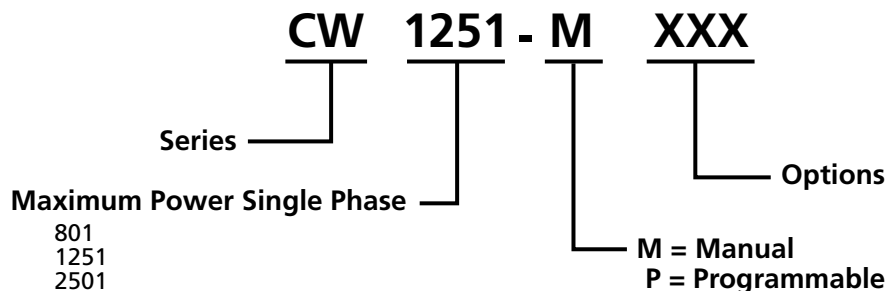 CW 1251 - M XXX
Series
Options
Maximum Power Single Phase
801
1251
2501
M = Manual
P = Programmable